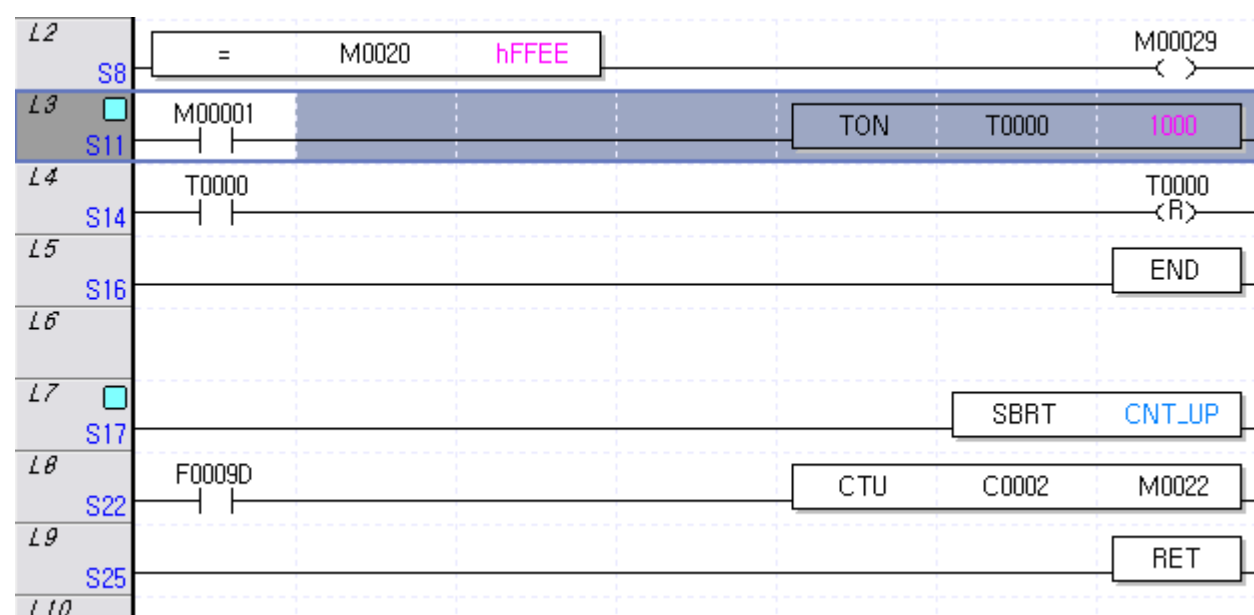 L2
S8
= M0020 hFFEE
M00029
L3
S11
M00001
TON T0000 1000
L4
S14
T0000
T0000
R
L5
S16
END
L6
L7
S17
SBRT CNT_UP
L8
S22
F0009D
CTU C0002 M0022
L9
S25
RET
L10